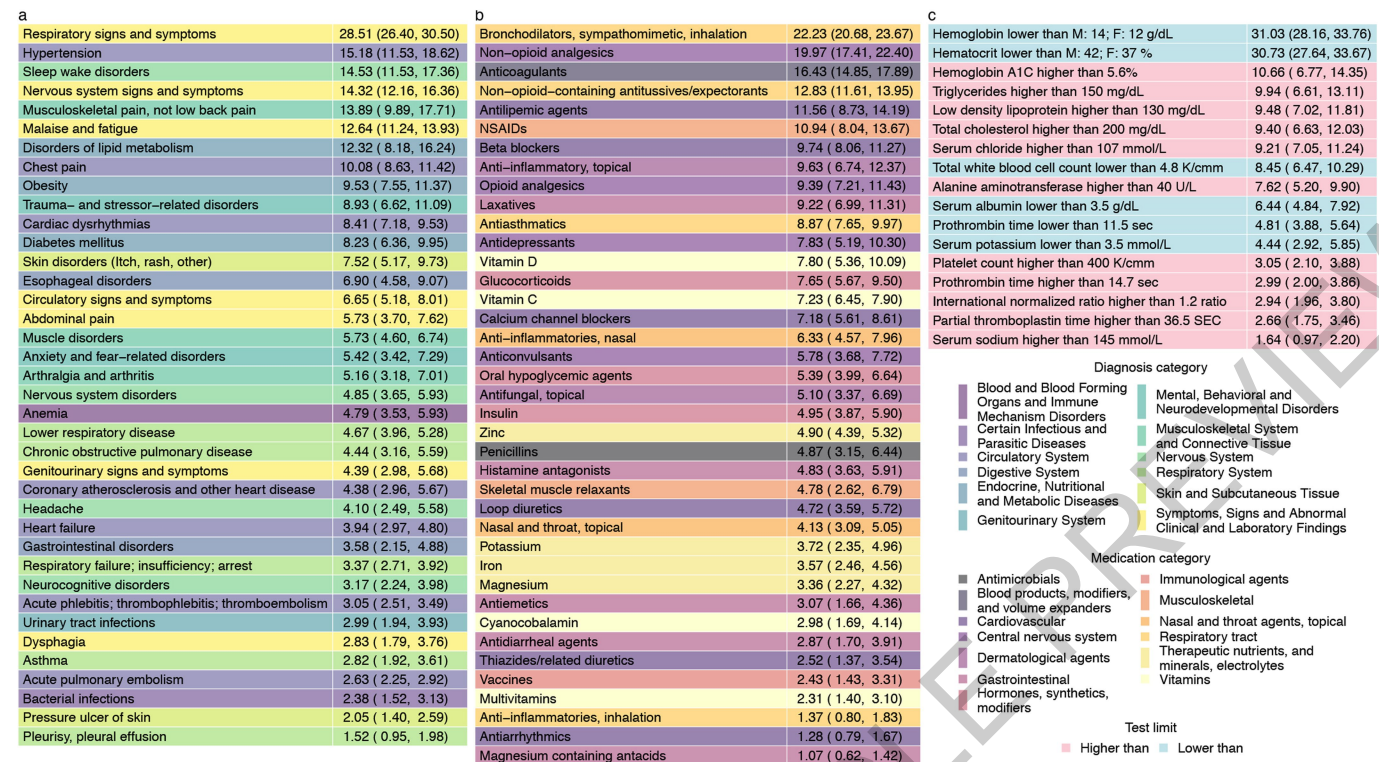 a
Respiratory signs and symptoms 28.51 (26.40, 30.50)
Hypertension 15.18 (11.53, 18.62)
Sleep wake disorders 14.53 (11.53, 17.36)
Nervous system signs and symptoms 14.32 (12.16, 16.36)
Musculoskeletal pain, not low back pain 13.89 ( 9.89, 17.71)
Malaise and fatigue 12.64 (11.24, 13.93)
Disorders of lipid metabolism 12.32 ( 8.18, 16.24)
Chest pain 10.08 ( 8.63, 11.42)
Obesity 9.53 ( 7.55, 11.37)
Trauma− and stressor−related disorders 8.93 ( 6.62, 11.09)
Cardiac dysrhythmias 8.41 ( 7.18, 9.53)
Diabetes mellitus 8.23 ( 6.36, 9.95)
Skin disorders (Itch, rash, other) 7.52 ( 5.17, 9.73)
Esophageal disorders 6.90 ( 4.58, 9.07)
Circulatory signs and symptoms 6.65 ( 5.18, 8.01)
Abdominal pain 5.73 ( 3.70, 7.62)
Muscle disorders 5.73 ( 4.60, 6.74)
Anxiety and fear−related disorders 5.42 ( 3.42, 7.29)
Arthralgia and arthritis 5.16 ( 3.18, 7.01)
Nervous system disorders 4.85 ( 3.65, 5.93)
Anemia 4.79 ( 3.53, 5.93)
Lower respiratory disease 4.67 ( 3.96, 5.28)
Chronic obstructive pulmonary disease 4.44 ( 3.16, 5.59)
Genitourinary signs and symptoms 4.39 ( 2.98, 5.68)
Coronary atherosclerosis and other heart disease 4.38 ( 2.96, 5.67)
Headache 4.10 ( 2.49, 5.58)
Heart failure 3.94 ( 2.97, 4.80)
Gastrointestinal disorders 3.58 ( 2.15, 4.88)
Respiratory failure; insufficiency; arrest 3.37 ( 2.71, 3.92)
Neurocognitive disorders 3.17 ( 2.24, 3.98)
Acute phlebitis; thrombophlebitis; thromboembolism 3.05 ( 2.51, 3.49)
Urinary tract infections 2.99 ( 1.94, 3.93)
Dysphagia 2.83 ( 1.79, 3.76)
Asthma 2.82 ( 1.92, 3.61)
Acute pulmonary embolism 2.63 ( 2.25, 2.92)
Bacterial infections 2.38 ( 1.52, 3.13)
Pressure ulcer of skin 2.05 ( 1.40, 2.59)
Pleurisy, pleural effusion 1.52 ( 0.95, 1.98)
b
Bronchodilators, sympathomimetic, inhalation 22.23 (20.68, 23.67)
Non−opioid analgesics 19.97 (17.41, 22.40)
Anticoagulants 16.43 (14.85, 17.89)
Non−opioid−containing antitussives/expectorants 12.83 (11.61, 13.95)
Antilipemic agents 11.56 ( 8.73, 14.19)
NSAIDs 10.94 ( 8.04, 13.67)
Beta blockers 9.74 ( 8.06, 11.27)
Anti−inflammatory, topical 9.63 ( 6.74, 12.37)
Opioid analgesics 9.39 ( 7.21, 11.43)
Laxatives 9.22 ( 6.99, 11.31)
Antiasthmatics 8.87 ( 7.65, 9.97)
Antidepressants 7.83 ( 5.19, 10.30)
Vitamin D 7.80 ( 5.36, 10.09)
Glucocorticoids 7.65 ( 5.67, 9.50)
Vitamin C 7.23 ( 6.45, 7.90)
Calcium channel blockers 7.18 ( 5.61, 8.61)
Anti−inflammatories, nasal 6.33 ( 4.57, 7.96)
Anticonvulsants 5.78 ( 3.68, 7.72)
Oral hypoglycemic agents 5.39 ( 3.99, 6.64)
Antifungal, topical 5.10 ( 3.37, 6.69)
Insulin 4.95 ( 3.87, 5.90)
Zinc 4.90 ( 4.39, 5.32)
Penicillins 4.87 ( 3.15, 6.44)
Histamine antagonists 4.83 ( 3.63, 5.91)
Skeletal muscle relaxants 4.78 ( 2.62, 6.79)
Loop diuretics 4.72 ( 3.59, 5.72)
Nasal and throat, topical 4.13 ( 3.09, 5.05)
Potassium 3.72 ( 2.35, 4.96)
Iron 3.57 ( 2.46, 4.56)
Magnesium 3.36 ( 2.27, 4.32)
Antiemetics 3.07 ( 1.66, 4.36)
Cyanocobalamin 2.98 ( 1.69, 4.14)
Antidiarrheal agents 2.87 ( 1.70, 3.91)
Thiazides/related diuretics 2.52 ( 1.37, 3.54)
Vaccines 2.43 ( 1.43, 3.31)
Multivitamins 2.31 ( 1.40, 3.10)
Anti−inflammatories, inhalation 1.37 ( 0.80, 1.83)
Antiarrhythmics 1.28 ( 0.79, 1.67)
Magnesium containing antacids 1.07 ( 0.62, 1.42)
c
Hemoglobin lower than M: 14; F: 12 g/dL 31.03 (28.16, 33.76)
Hematocrit lower than M: 42; F: 37 % 30.73 (27.64, 33.67)
Hemoglobin A1C higher than 5.6% 10.66 ( 6.77, 14.35)
Triglycerides higher than 150 mg/dL 9.94 ( 6.61, 13.11)
Low density lipoprotein higher than 130 mg/dL 9.48 ( 7.02, 11.81)
Total cholesterol higher than 200 mg/dL 9.40 ( 6.63, 12.03)
Serum chloride higher than 107 mmol/L 9.21 ( 7.05, 11.24)
Total white blood cell count lower than 4.8 K/cmm 8.45 ( 6.47, 10.29)
Alanine aminotransferase higher than 40 U/L 7.62 ( 5.20, 9.90)
Serum albumin lower than 3.5 g/dL 6.44 ( 4.84, 7.92)
Prothrombin time lower than 11.5 sec 4.81 ( 3.88, 5.64)
Serum potassium lower than 3.5 mmol/L 4.44 ( 2.92, 5.85)
Platelet count higher than 400 K/cmm 3.05 ( 2.10, 3.88)
Prothrombin time higher than 14.7 sec 2.99 ( 2.00, 3.86)
International normalized ratio higher than 1.2 ratio 2.94 ( 1.96, 3.80)
Partial thromboplastin time higher than 36.5 SEC 2.66 ( 1.75, 3.46)
Serum sodium higher than 145 mmol/L 1.64 ( 0.97, 2.20)
Diagnosis category
Blood and Blood Forming
Organs and Immune
Mechanism Disorders
Certain Infectious and
Parasitic Diseases
Circulatory System
Digestive System
Endocrine, Nutritional
and Metabolic Diseases
Genitourinary System
Mental, Behavioral and
Neurodevelopmental Disorders
Musculoskeletal System
and Connective Tissue
Nervous System
Respiratory System
Skin and Subcutaneous Tissue
Symptoms, Signs and Abnormal
Clinical and Laboratory Findings
Medication category
Antimicrobials
Blood products, modifiers,
and volume expanders
Cardiovascular
Central nervous system
Dermatological agents
Gastrointestinal
Hormones, synthetics,
modifiers
Immunological agents
Musculoskeletal
Nasal and throat agents, topical
Respiratory tract
Therapeutic nutrients, and
minerals, electrolytes
Vitamins
Test limit
Higher than
Lower than
LE PREVIEW